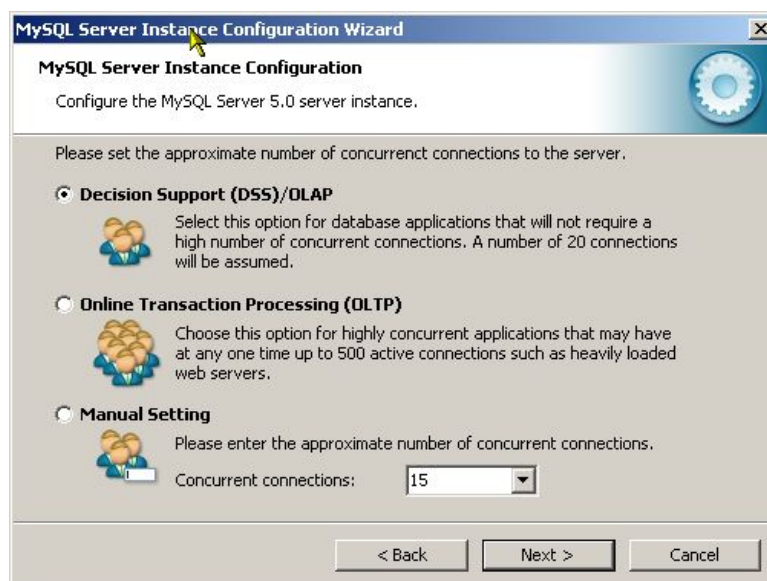 MySQL Server Instance Configuration Wizard
MySQL Server Instance Configuration
Configure the MySQL Server 5.0 server instance.
Please set the approximate number of concurrenct connections to the server.
Decision Support (DSS)/OLAP
Select this option for database applications that will not require a
high number of concurrent connections. A number of 20 connections
will be assumed.
Online Transaction Processing (OLTP)
Choose this option for highly concurrent applications that may have
at any one time up to 500 active connections such as heavily loaded
web servers.
Manual Setting
Please enter the approximate number of concurrent connections.
Concurrent connections: 15
< Back Next > Cancel